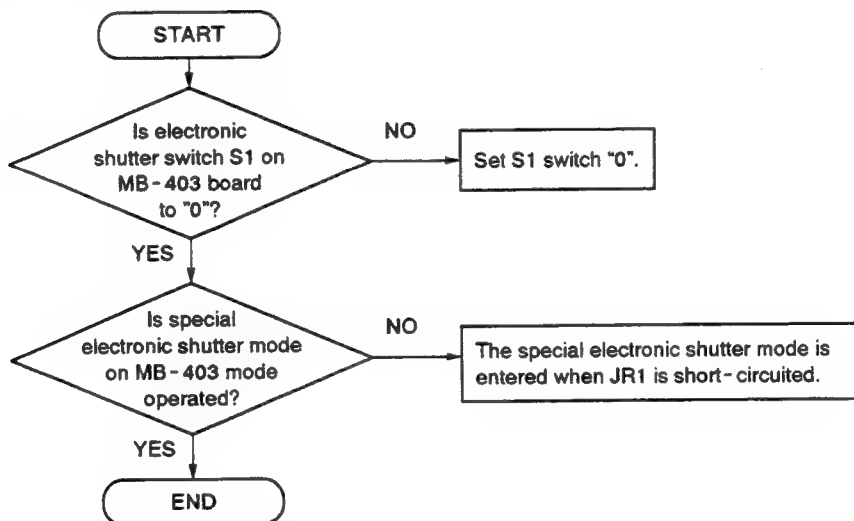 START
Is electronic
shutter switch S1 on
MB-403 board
to "0"?
NO
Set S1 switch "0".
YES
Is special
electronic shutter mode
on MB-403 mode
operated?
NO
The special electronic shutter mode is
entered when JR1 is short-circuited.
YES
END